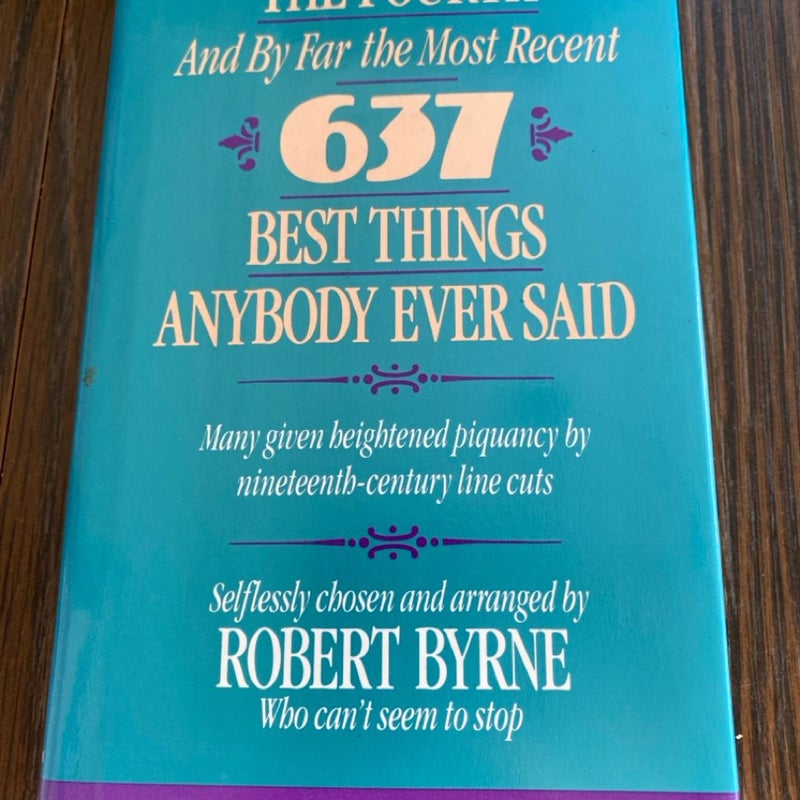 THE FOURTH
And By Far the Most Recent
637
BEST THINGS
ANYBODY EVER SAID
Many given heightened piquancy by
nineteenth-century line cuts
Selflessly chosen and arranged by
ROBERT BYRNE
Who can't seem to stop